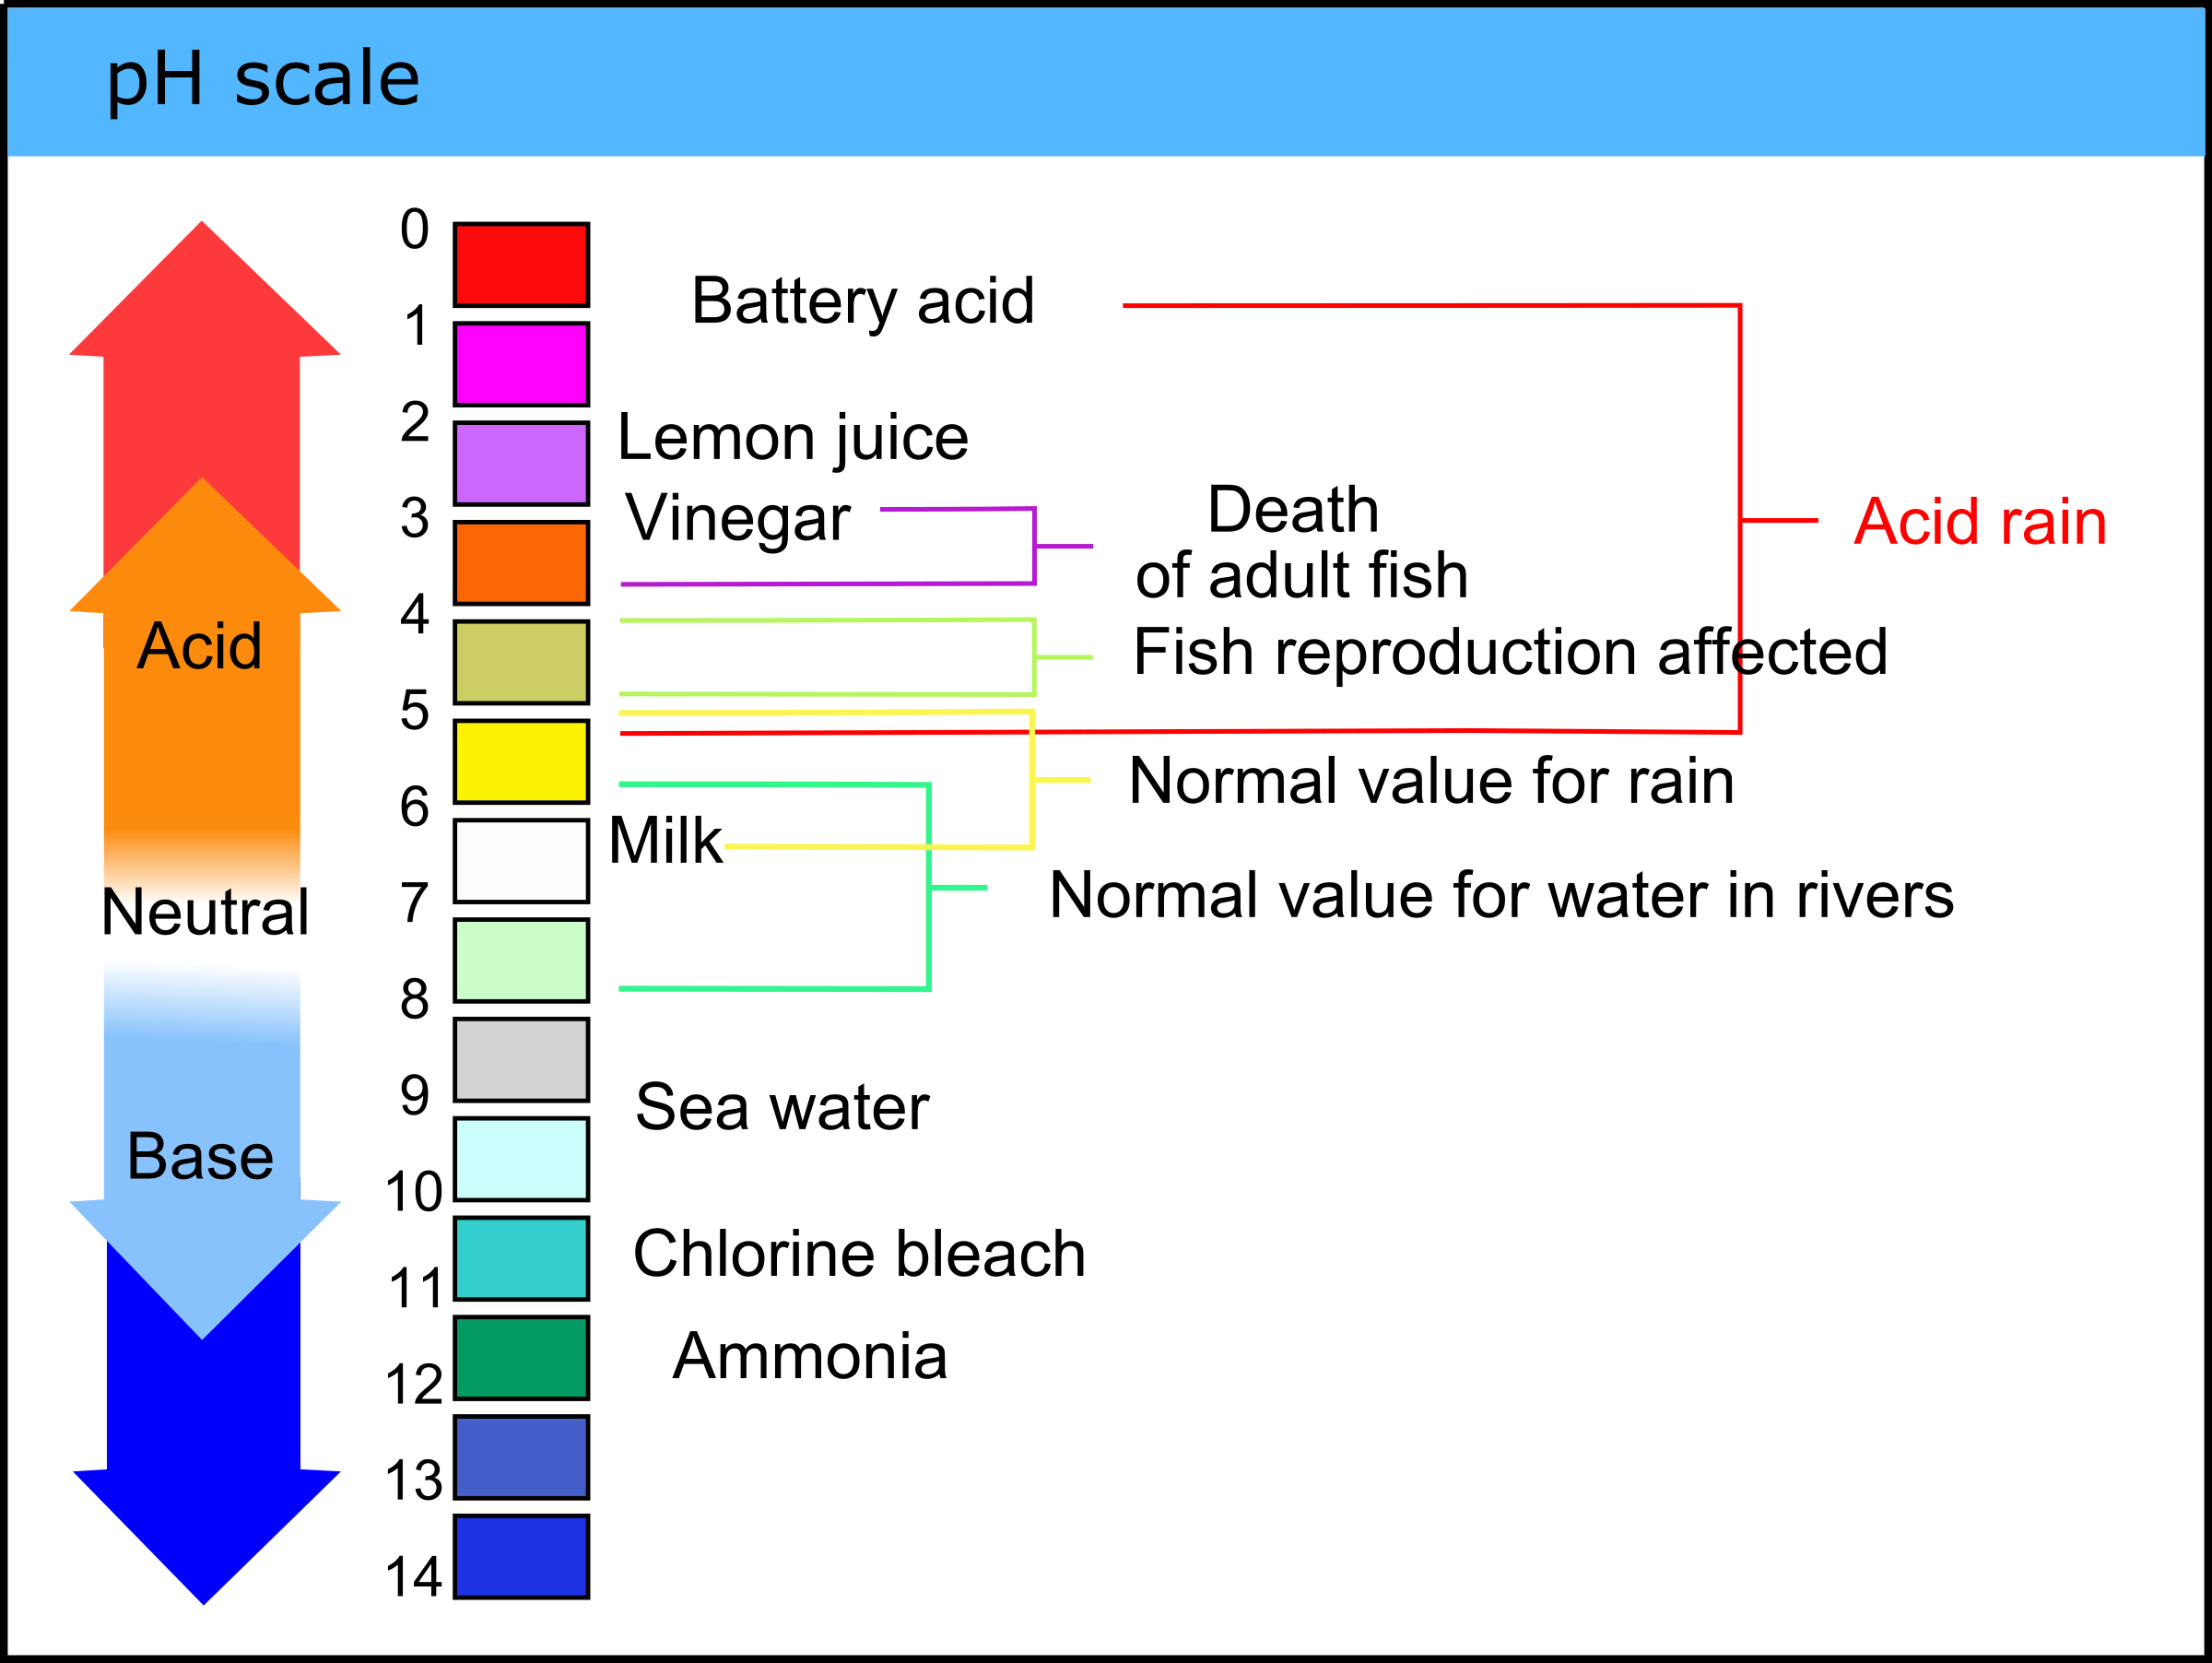 pH scale
0
Battery acid
1
2
Lemon juice
3
Vinegar
Death
of adult fish
Acid rain
4
Acid
Fish reproduction affected
5
Normal value for rain
6
Milk
7
Neutral
Normal value for water in rivers
8
9
Sea water
Base
10
Chlorine bleach
11
Ammonia
12
13
14